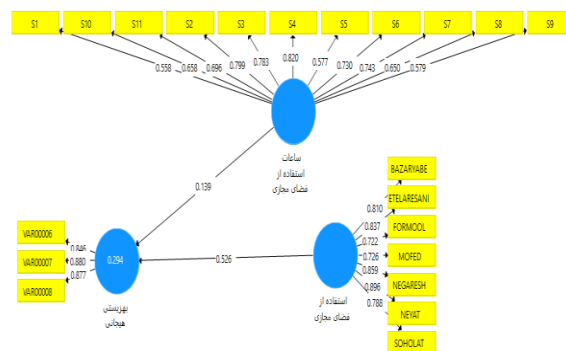 S1 S10 S11 S2 S3 S4 S5 S6 S7 S8 S9
0.558 0.658 0.696 0.799 0.783 0.820 0.577 0.730 0.743 0.650 0.579
ساعات
استفاده از
فضای مجازی
0.139
BAZARYABE
ETELARESANI
FORMOOL
MOFED
NEGARESH
NEYAT
SOHOLAT
0.810
0.837
0.722
0.726
0.859
0.896
0.788
استفاده از
فضای مجازی
0.526
VAR00006
VAR00007
VAR00008
0.846
0.880
0.877
0.294
بهزیستی
هیجانی